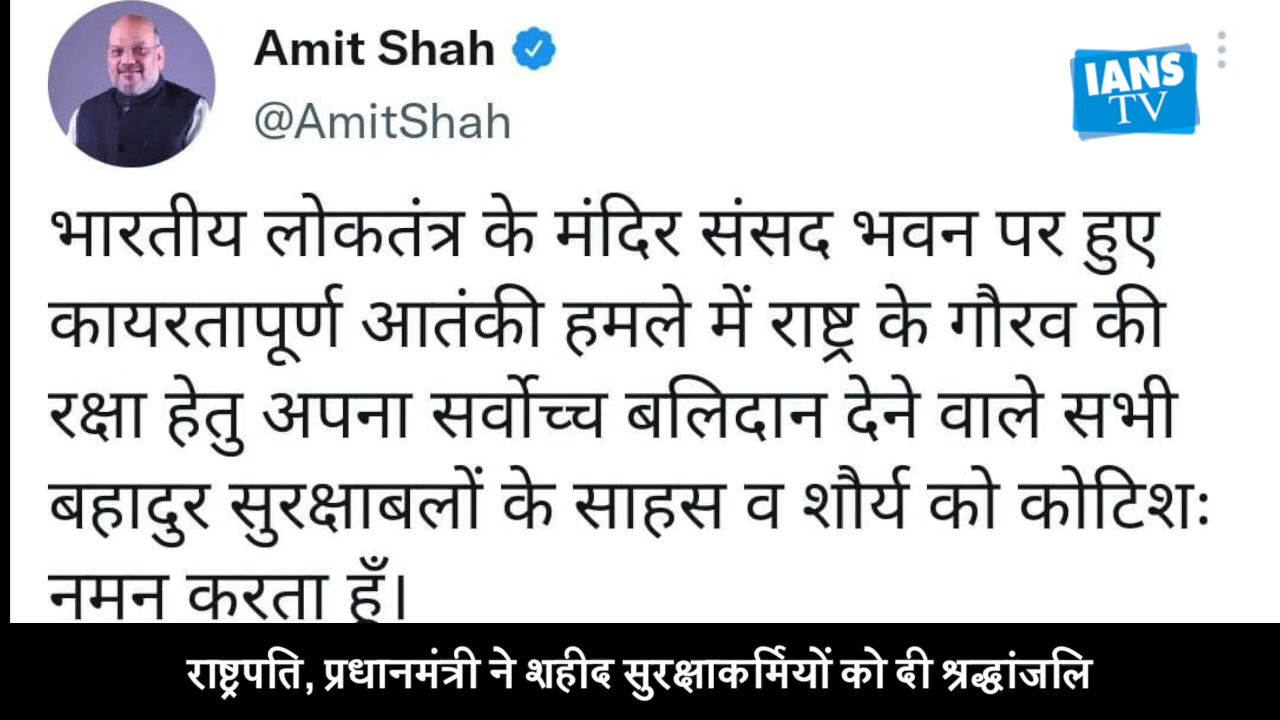 Amit Shah
@AmitShah
IANS
TV
भारतीय लोकतंत्र के मंदिर संसद भवन पर हुए
कायरतापूर्ण आतंकी हमले में राष्ट्र के गौरव की
रक्षा हेतु अपना सर्वोच्च बलिदान देने वाले सभी
बहादुर सुरक्षाबलों के साहस व शौर्य को कोटिशः
नमन करता हूँ।
राष्ट्रपति, प्रधानमंत्री ने शहीद सुरक्षाकर्मियों को दी श्रद्धांजलि